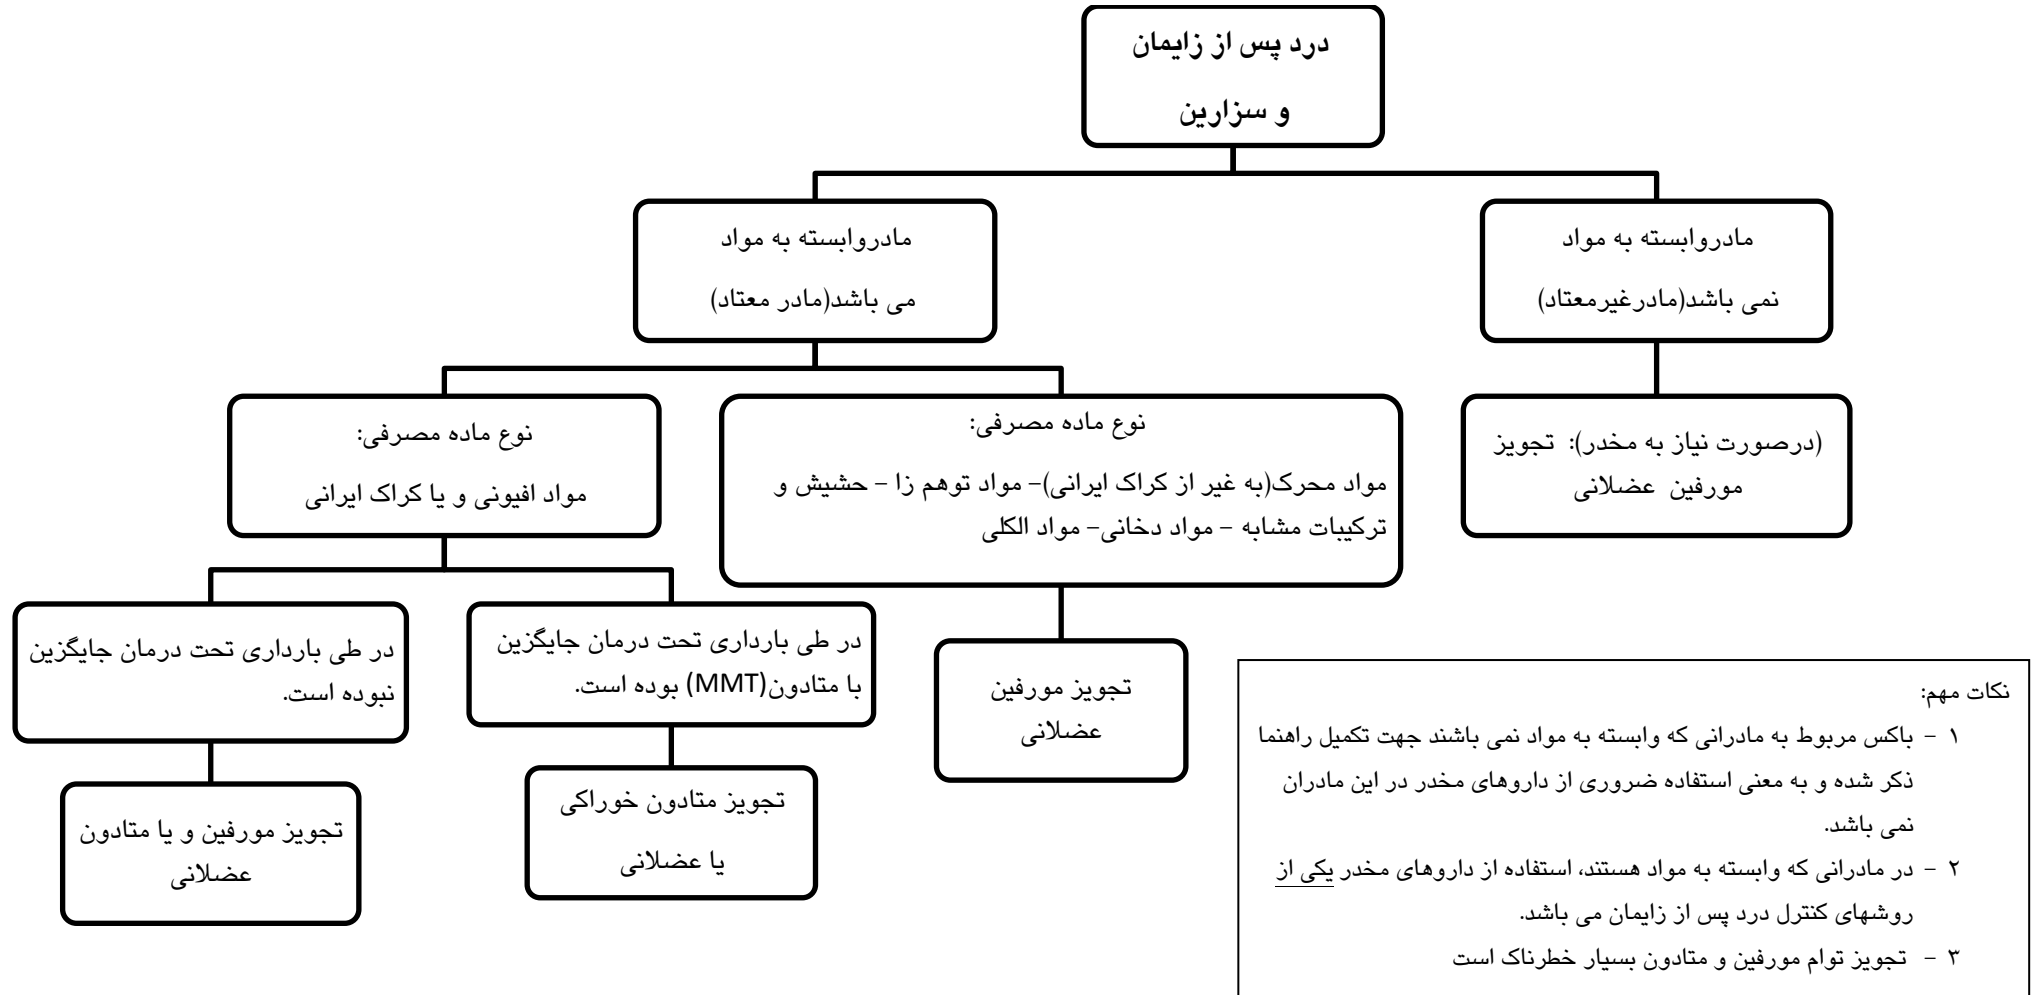 درد پس از زایمان
و سزارین
مادروابسته به مواد
نمی باشد(مادرغیرمعتاد)
مادروابسته به مواد
می باشد(مادر معتاد)
(درصورت نیاز به مخدر): تجویز
مورفین عضلانی
نوع ماده مصرفی:
مواد محرک(به غیر از کراک ایرانی)- مواد توهم زا - حشیش و
ترکیبات مشابه - مواد دخانی- مواد الکلی
نوع ماده مصرفی:
مواد افیونی و یا کراک ایرانی
تجویز مورفین
عضلانی
در طی بارداری تحت درمان جایگزین
با متادون(MMT) بوده است.
در طی بارداری تحت درمان جایگزین
نبوده است.
تجویز متادون خوراکی
یا عضلانی
تجویز مورفین و یا متادون
عضلانی
نکات مهم:
۱ - باکس مربوط به مادرانی که وابسته به مواد نمی باشند جهت تکمیل راهنما
ذکر شده و به معنی استفاده ضروری از داروهای مخدر در این مادران
نمی باشد.
۲ - در مادرانی که وابسته به مواد هستند، استفاده از داروهای مخدر یکی از
روشهای کنترل درد پس از زایمان می باشد.
۳ - تجویز توام مورفین و متادون بسیار خطرناک است